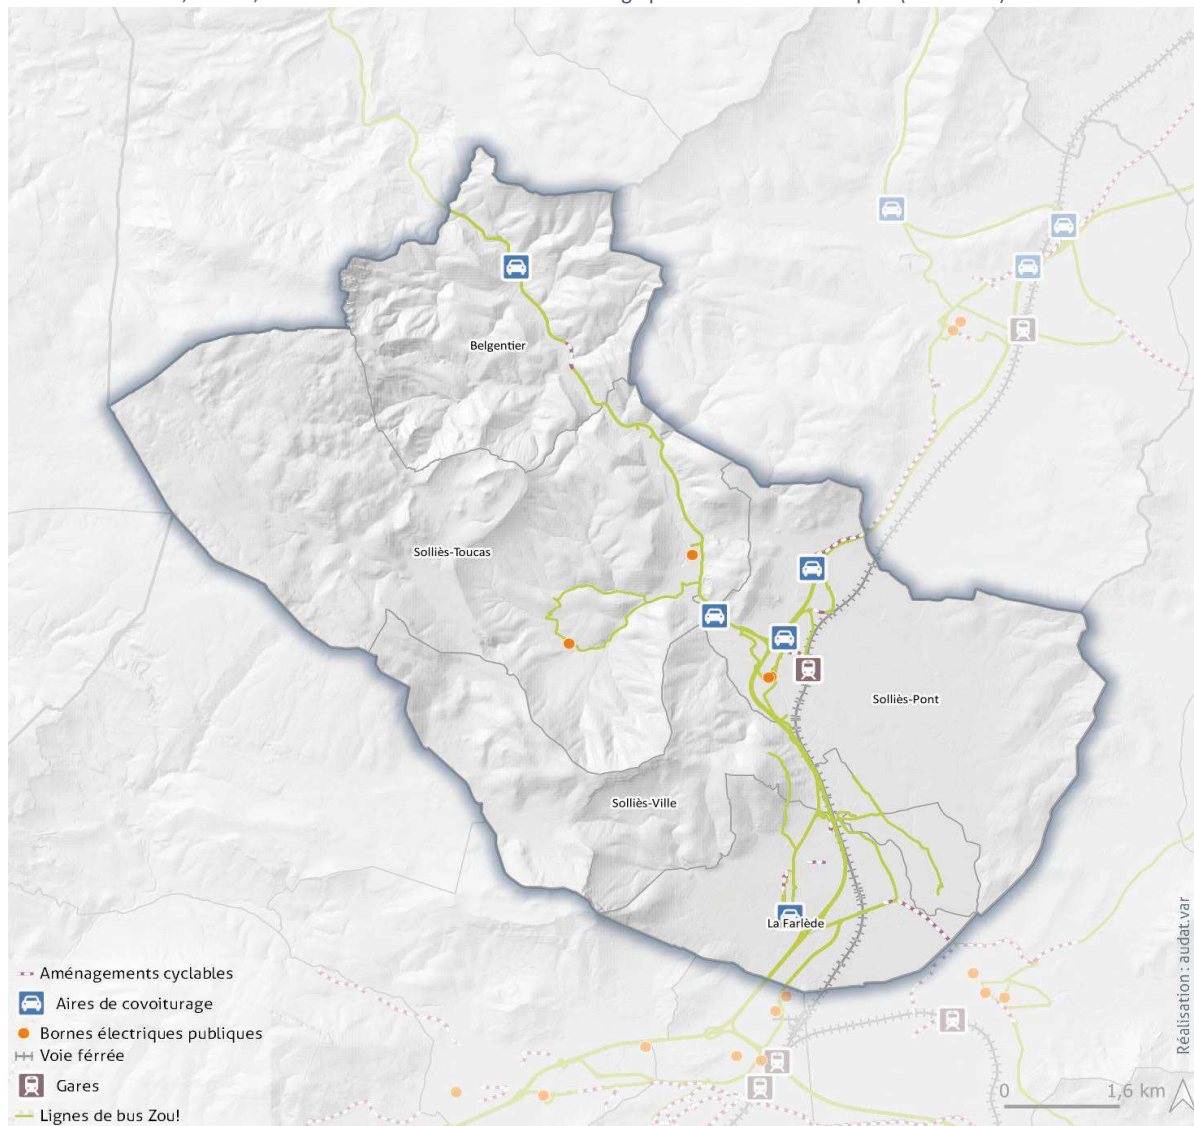 Belgentier
Solliès-Toucas
Solliès-Pont
Solliès-Ville
La Farlède
Aménagements cyclables
Aires de covoiturage
Bornes électriques publiques
Voie férrée
Gares
Lignes de bus Zou!
0 1,6 km
Réalisation : audat.var